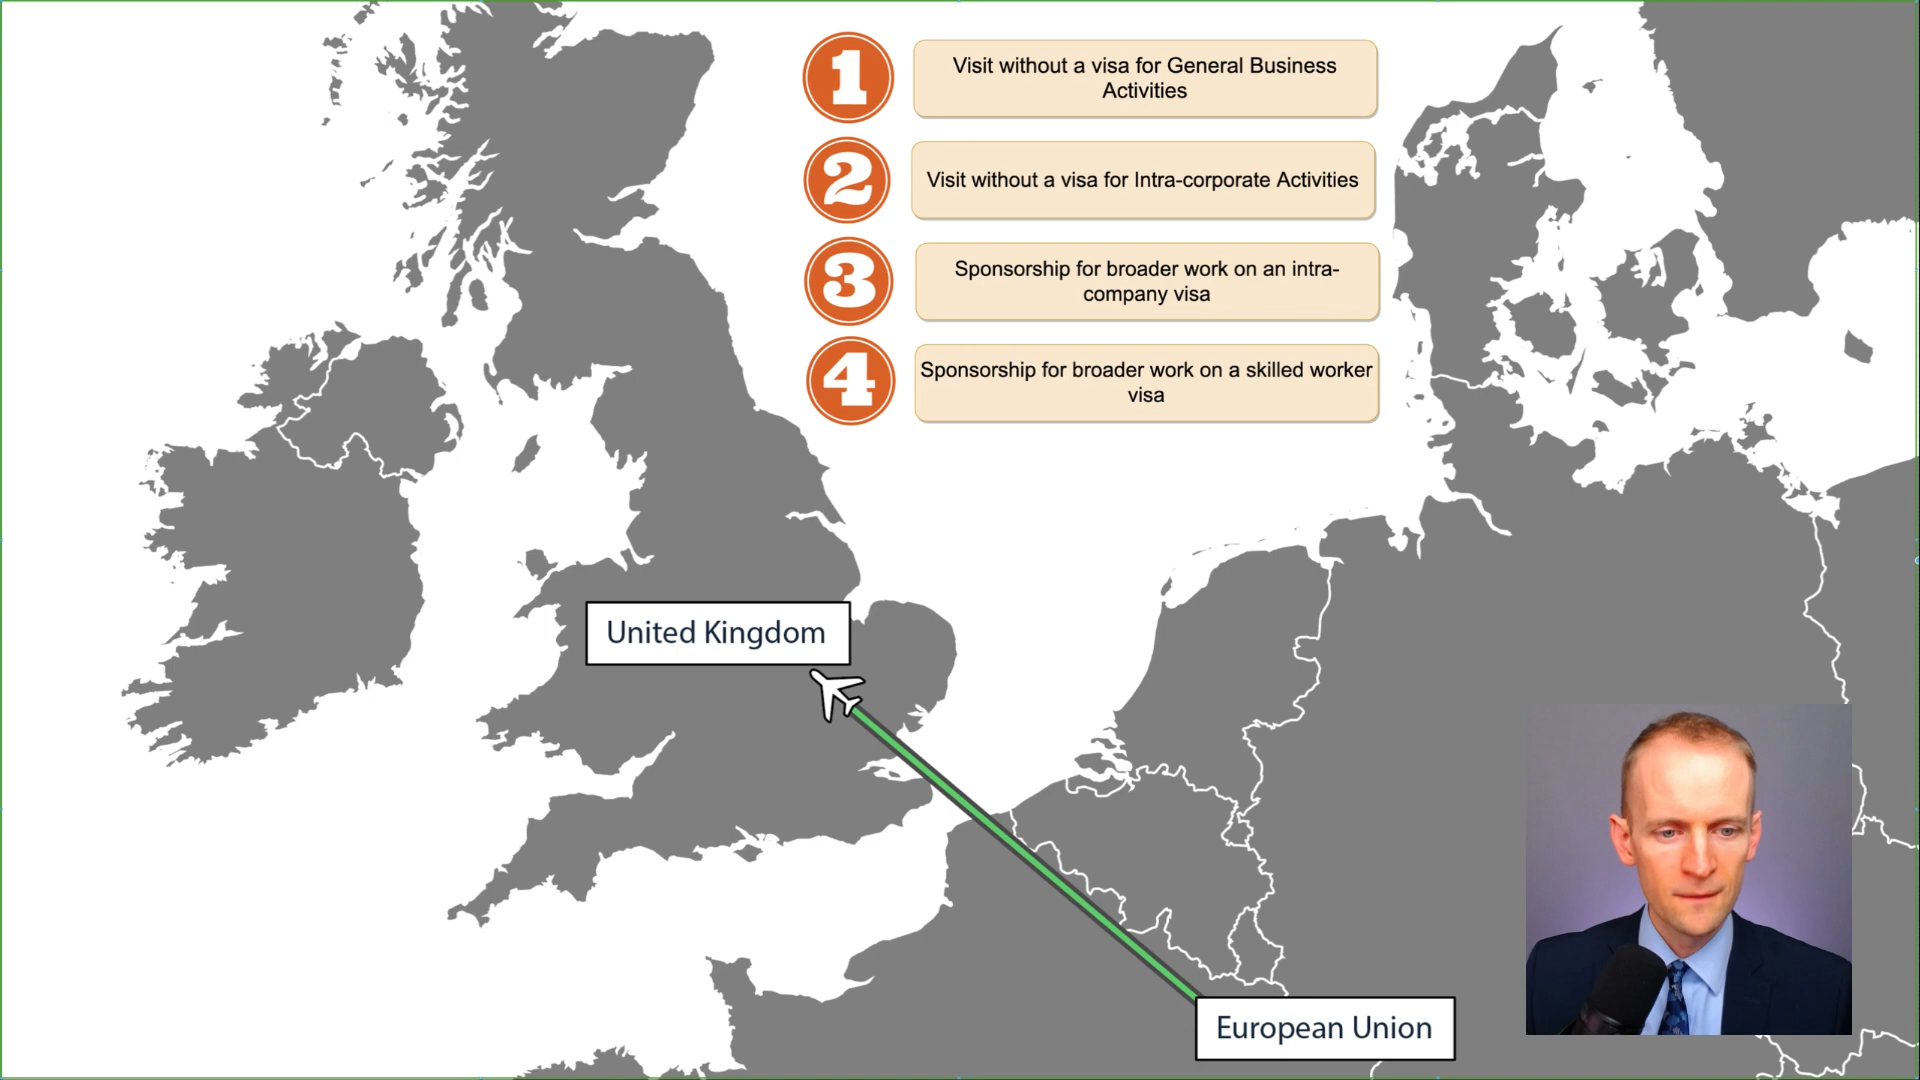 1
Visit without a visa for General Business
Activities
2
Visit without a visa for Intra-corporate Activities
3
Sponsorship for broader work on an intra-
company visa
4
Sponsorship for broader work on a skilled worker
visa
United Kingdom
European Union